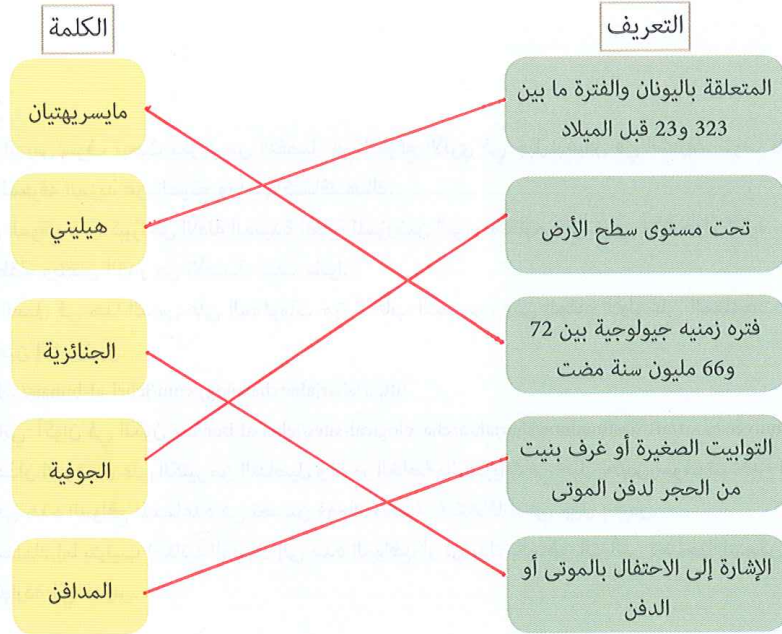 التعريف
الكلمة
المتعلقة باليونان والفترة ما بين
323 و23 قبل الميلاد
مايسريهتيان
تحت مستوى سطح الأرض
هيليني
فتره زمنيه جيولوجية بين 72
و66 مليون سنة مضت
الجنائزية
التوابيت الصغيرة أو غرف بنيت
من الحجر لدفن الموتى
الجوفية
الإشارة إلى الاحتفال بالموتى أو
الدفن
المدافن